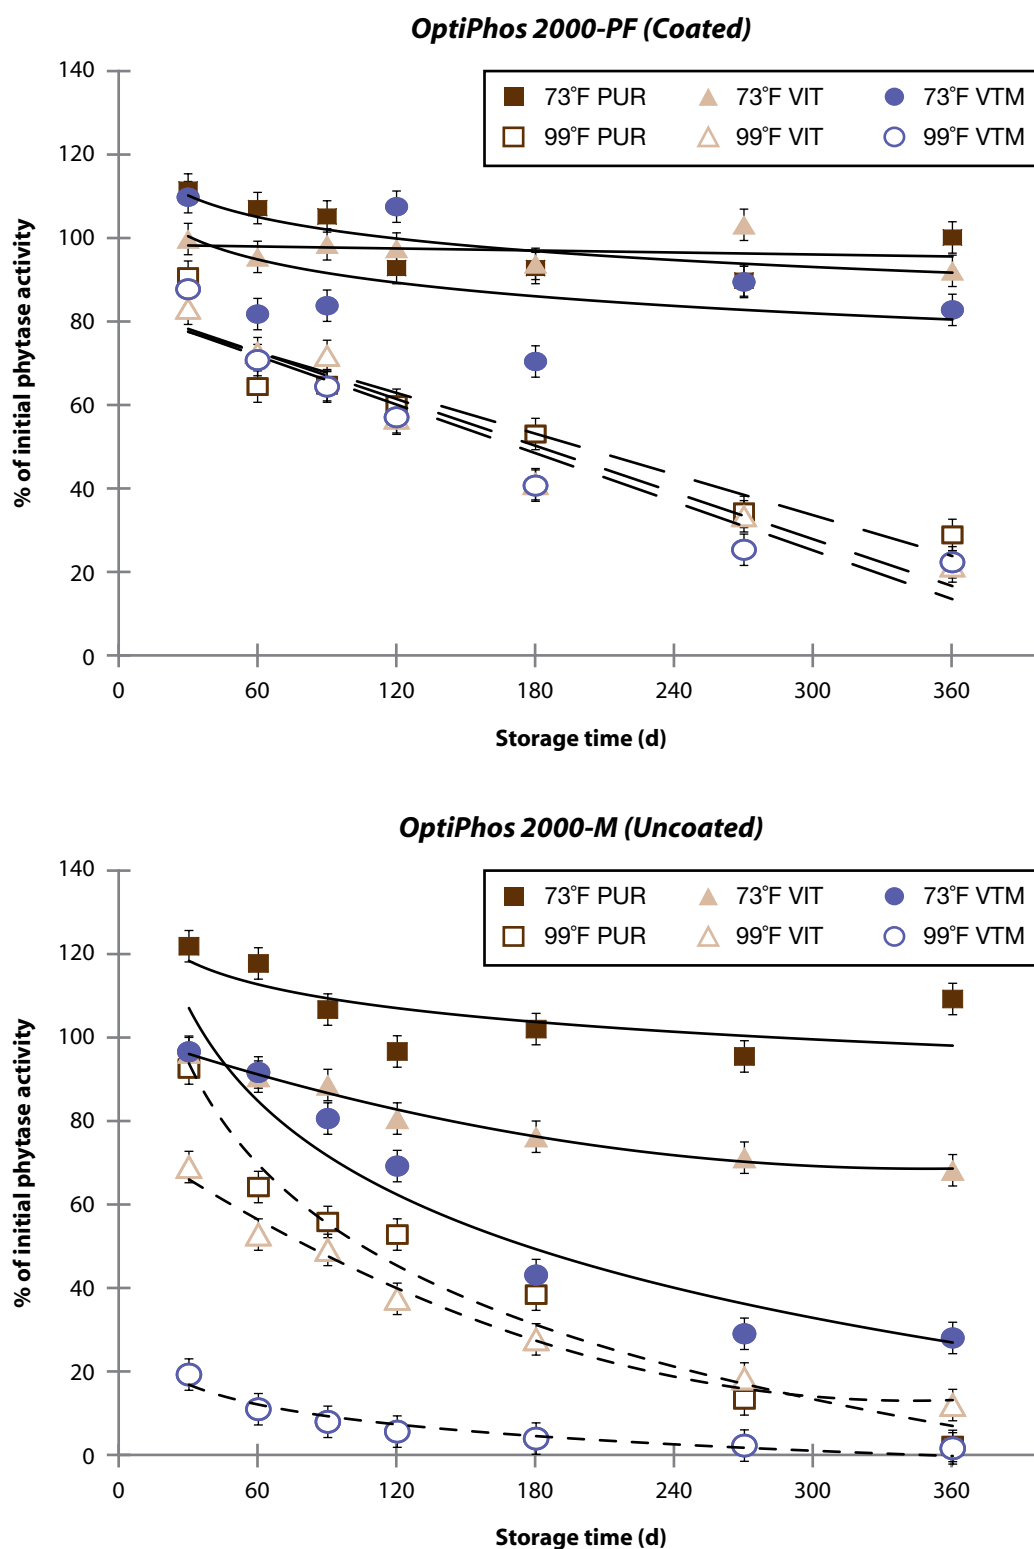 OptiPhos 2000-PF (Coated)
73°F PUR 73°F VIT 73°F VTM
99°F PUR 99°F VIT 99°F VTM
% of initial phytase activity
140
120
100
80
60
40
20
0
0 60 120 180 240 300 360
Storage time (d)
OptiPhos 2000-M (Uncoated)
73°F PUR 73°F VIT 73°F VTM
99°F PUR 99°F VIT 99°F VTM
% of initial phytase activity
140
120
100
80
60
40
20
0
0 60 120 180 240 300 360
Storage time (d)